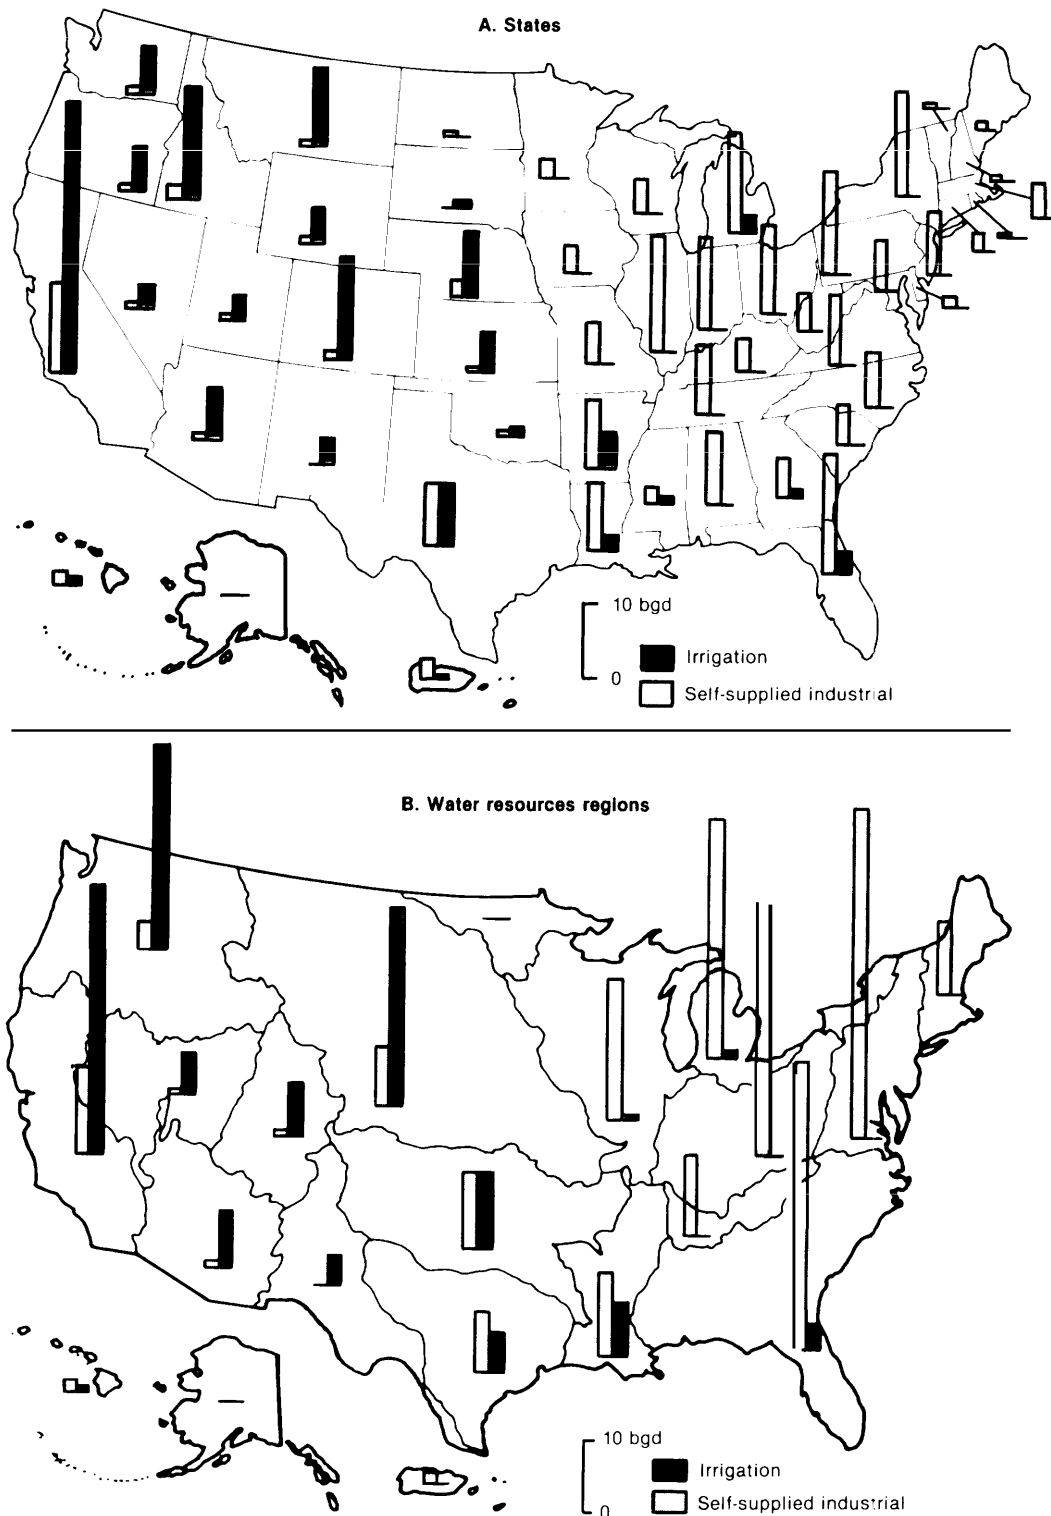 A. States
10 bgd
0
Irrigation
Self-supplied industrial
B. Water resources regions
10 bgd
0
Irrigation
Self-supplied industrial